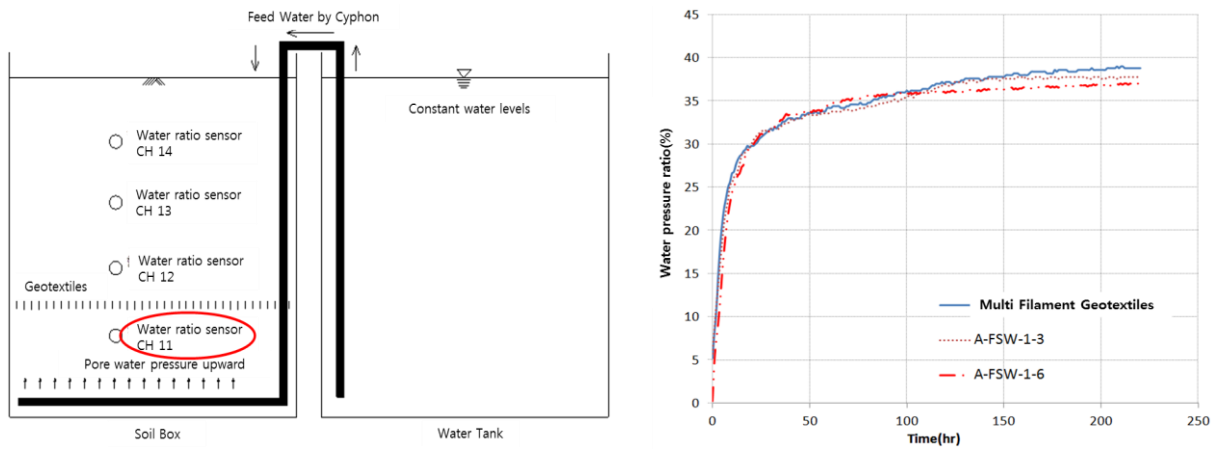 Feed Water by Cyphon
Constant water levels
Water ratio sensor
CH 14
Water ratio sensor
CH 13
Water ratio sensor
CH 12
Geotextiles
Water ratio sensor
CH 11
Pore water pressure upward
Soil Box
Water Tank
Water pressure ratio(%)
45
40
35
30
25
20
15
10
5
0
Multi Filament Geotextiles
A-FSW-1-3
A-FSW-1-6
0
50
100
150
200
250
Time(hr)